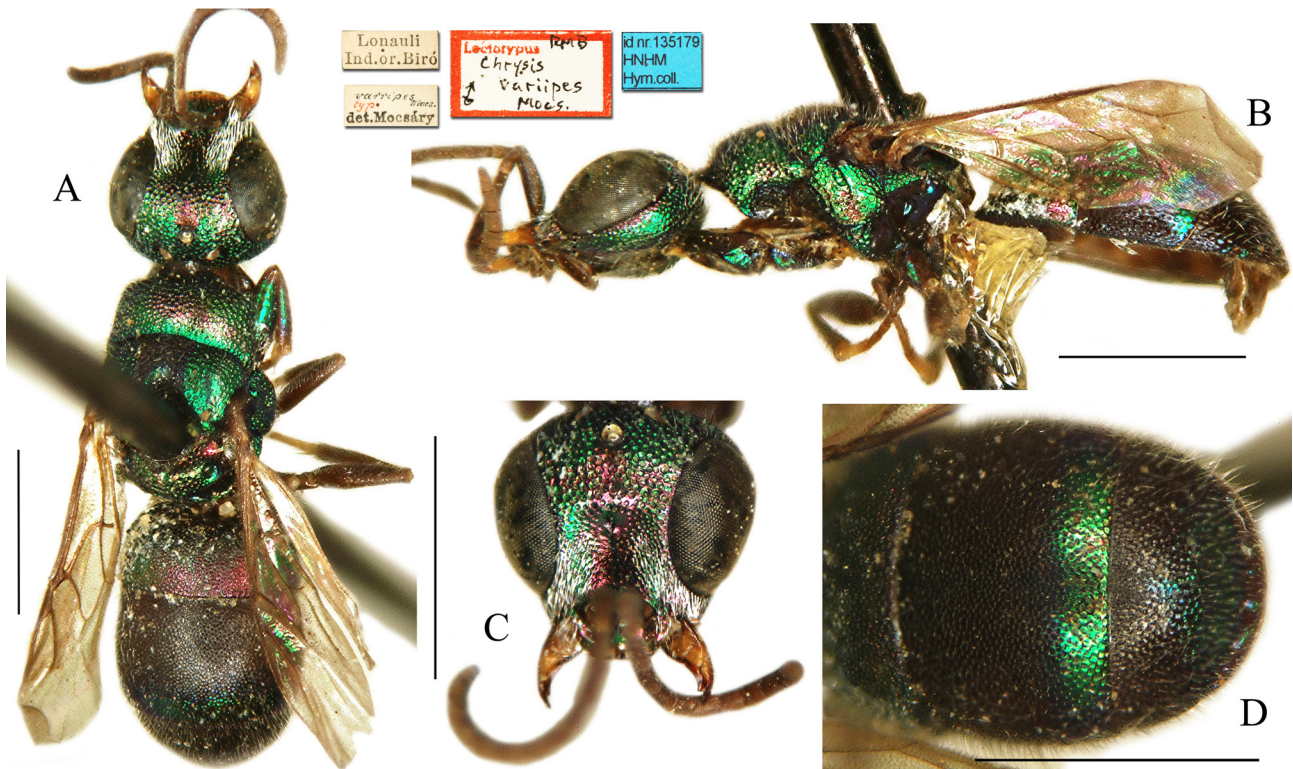 Lonauli
Ind.or.Biró
variipes Mocs.
typ.
det.Mocsáry
Lectotypus RMB
Chrysis
♂ variipes
Mocs.
id nr.135179
HNHM
Hym.coll.
A
B
C
D